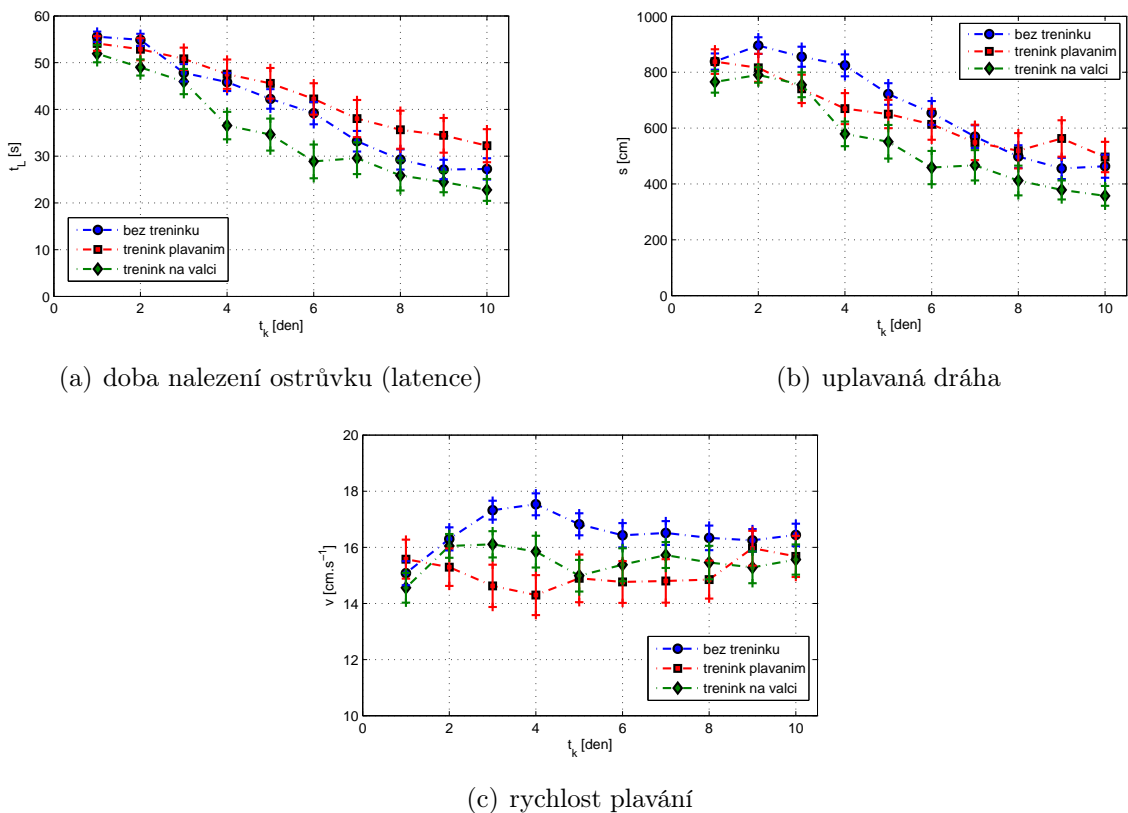 60
50
40
30
20
10
0
t_L [s]
0 2 4 6 8 10
t_k [den]
bez treninku
trenink plavanim
trenink na valci
(a) doba nalezení ostrůvku (latence)
1000
800
600
400
200
0
s [cm]
0 2 4 6 8 10
t_k [den]
bez treninku
trenink plavanim
trenink na valci
(b) uplavaná dráha
20
18
16
14
12
10
v [cm.s⁻¹]
0 2 4 6 8 10
t_k [den]
bez treninku
trenink plavanim
trenink na valci
(c) rychlost plavání